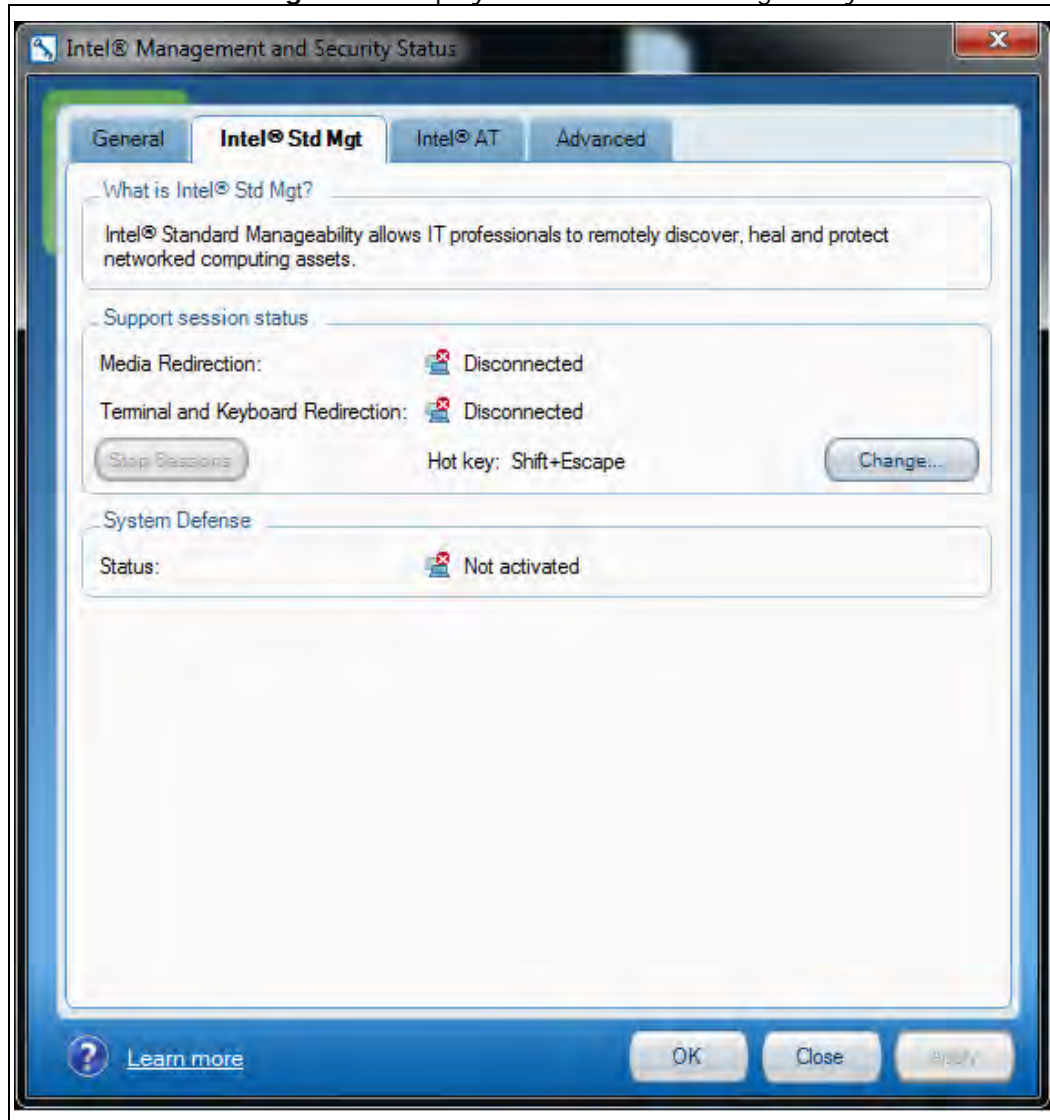 Intel® Management and Security Status
General Intel® Std Mgt Intel® AT Advanced
What is Intel® Std Mgt?
Intel® Standard Manageability allows IT professionals to remotely discover, heal and protect
networked computing assets.
Support session status
Media Redirection: Disconnected
Terminal and Keyboard Redirection: Disconnected
Stop Sessions Hot key: Shift+Escape Change...
System Defense
Status: Not activated
? Learn more OK Close Apply